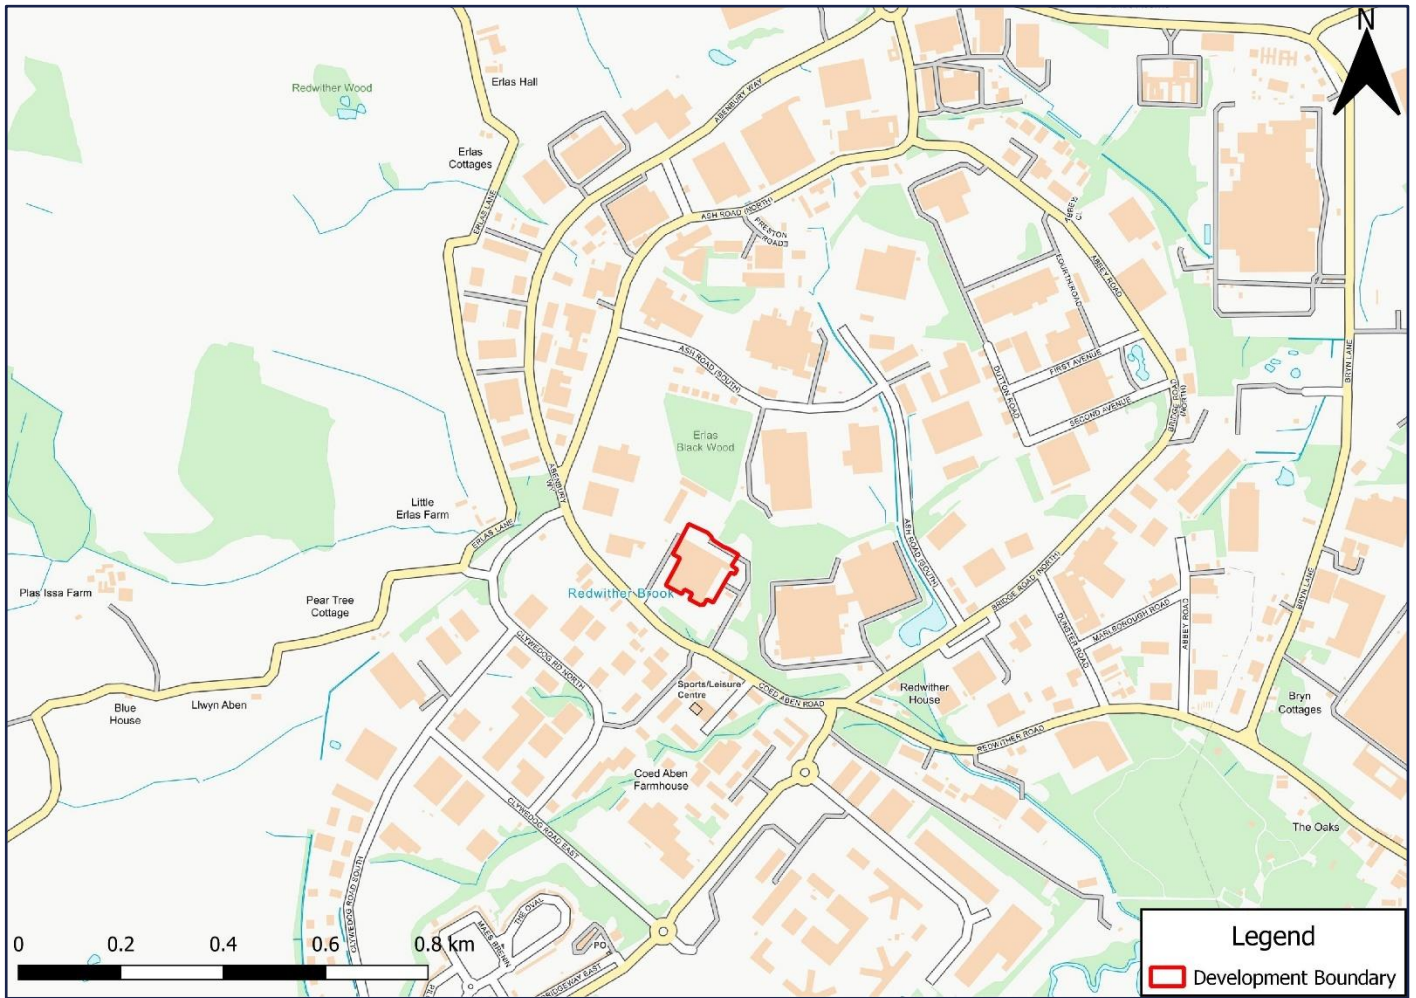 N
Redwither Wood
Erlas Hall
ABENBURY WAY
Erlas
Cottages
ERLAS LANE
ASH ROAD (NORTH)
PRESTON
ROAD
ABBEY ROAD
FOURTH ROAD
ASH ROAD (SOUTH)
FIRST AVENUE
DUTTON ROAD
SECOND AVENUE
BRIDGE ROAD
(NORTH)
BRYN LANE
Erlas
Black Wood
ABENBURY
WY
Little
Erlas Farm
ERLAS LANE
ASH ROAD (SOUTH)
Plas Issa Farm
Pear Tree
Cottage
Redwither Brook
BRIDGE ROAD (NORTH)
BRYN LANE
MARLBOROUGH ROAD
DUNSTER ROAD
ABBEY ROAD
CLYWEDOG RD NORTH
Sports/Leisure
Centre
COED ABEN ROAD
Redwither
House
Blue
House
Llwyn Aben
Bryn
Cottages
REDWITHER ROAD
Coed Aben
Farmhouse
CLYWEDOG ROAD EAST
The Oaks
CLYWEDOG ROAD SOUTH
THE OVAL
MAES BRENIN
PO
BRIDGEWAY EAST
0 0.2 0.4 0.6 0.8 km
Legend
Development Boundary